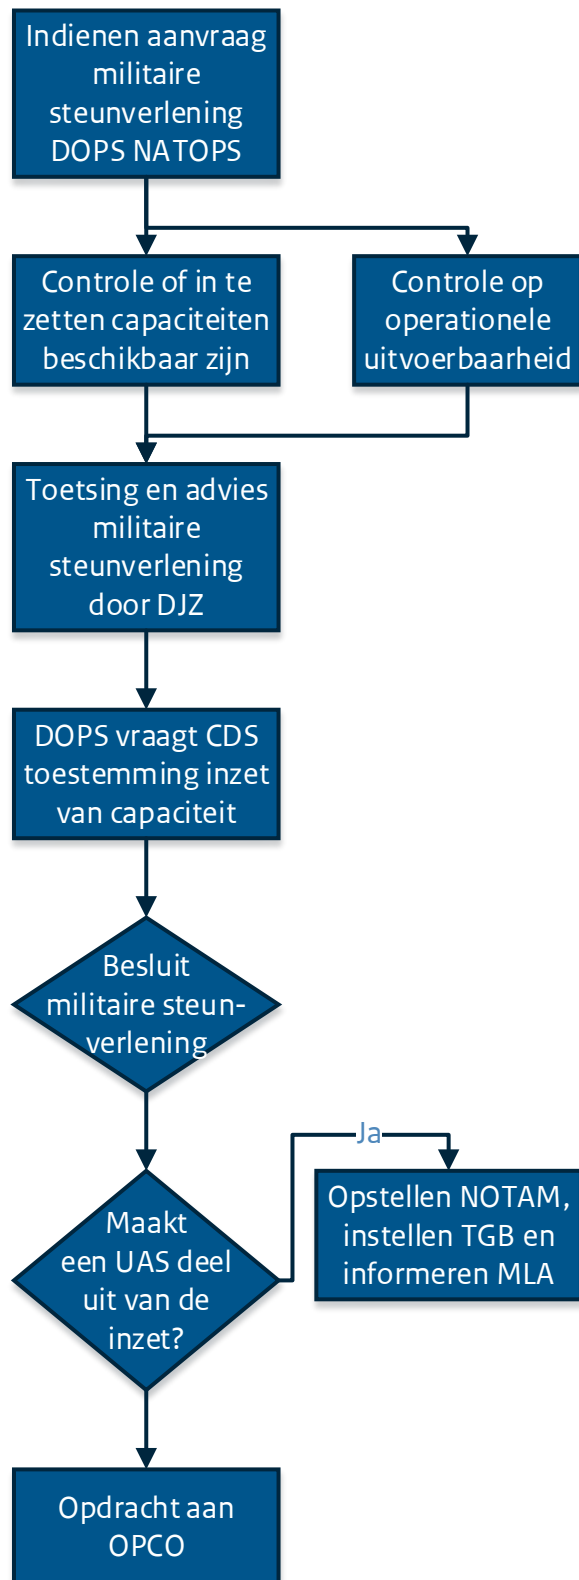 Indienen aanvraag
militaire
steunverlening
DOPS NATOPS
Controle of in te
zetten capaciteiten
beschikbaar zijn
Controle op
operationele
uitvoerbaarheid
Toetsing en advies
militaire
steunverlening
door DJZ
DOPS vraagt CDS
toestemming inzet
van capaciteit
Besluit
militaire steun-
verlening
Ja
Maakt
een UAS deel
uit van de
inzet?
Opstellen NOTAM,
instellen TGB en
informeren MLA
Opdracht aan
OPCO